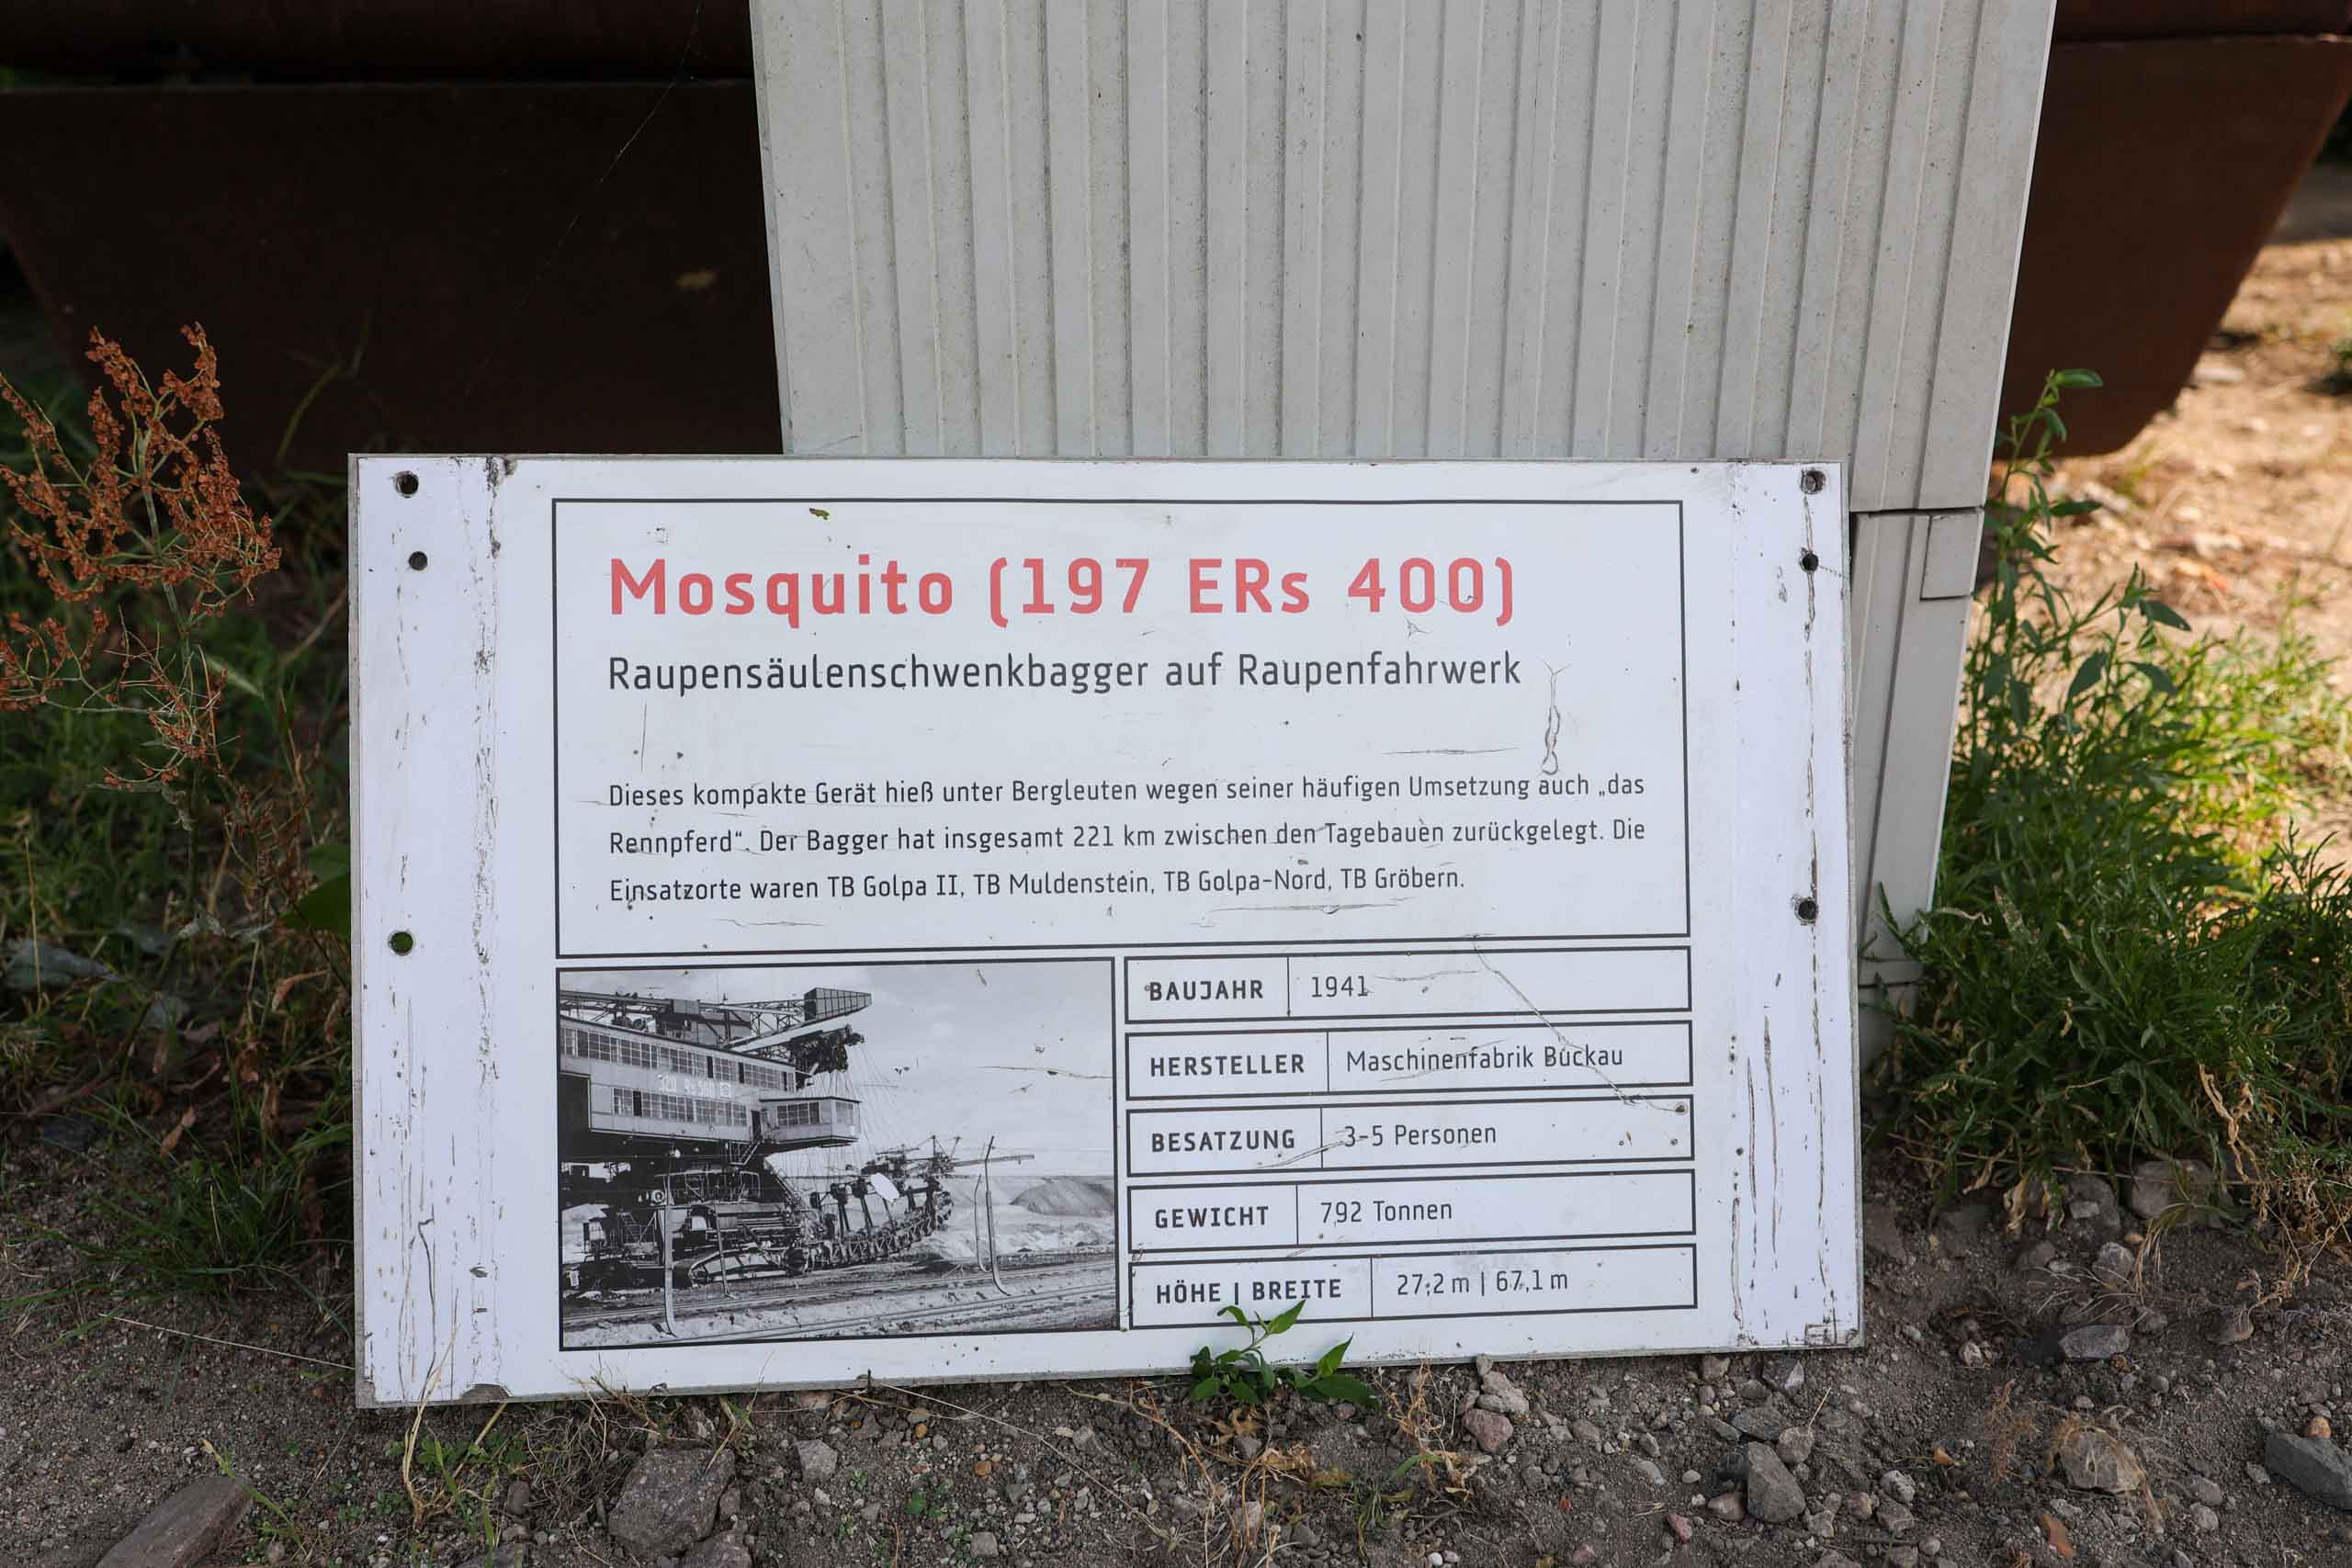 Mosquito (197 ERs 400)
Raupensäulenschwenkbagger auf Raupenfahrwerk
Dieses kompakte Gerät hieß unter Bergleuten wegen seiner häufigen Umsetzung auch „das
Rennpferd“. Der Bagger hat insgesamt 221 km zwischen den Tagebauen zurückgelegt. Die
Einsatzorte waren TB Golpa II, TB Muldenstein, TB Golpa-Nord, TB Gröbern.
BAUJAHR 1941
HERSTELLER Maschinenfabrik Buckau
BESATZUNG 3-5 Personen
GEWICHT 792 Tonnen
HÖHE | BREITE 27,2 m | 67,1 m